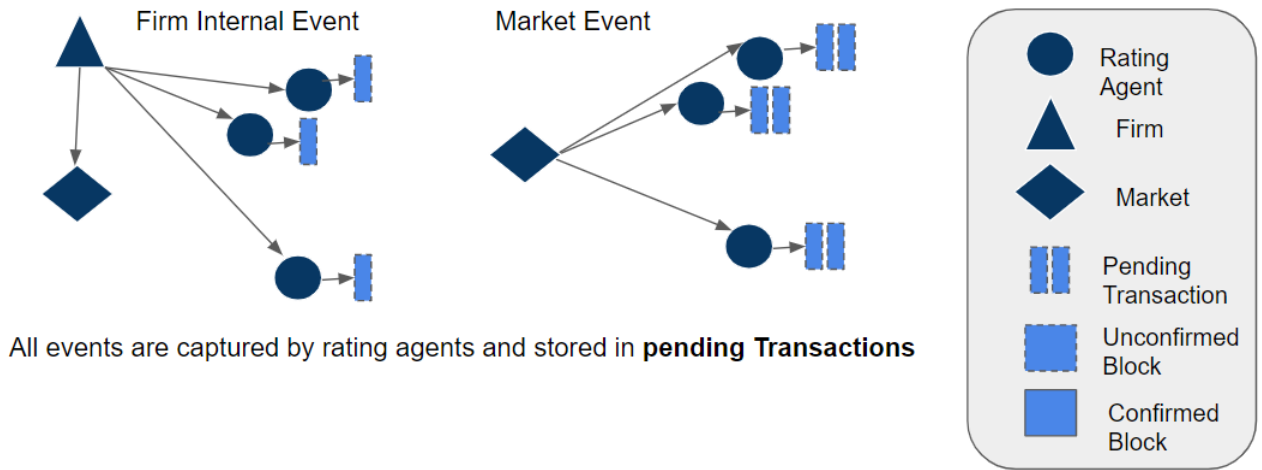 Firm Internal Event
Market Event
All events are captured by rating agents and stored in pending Transactions
Rating
Agent
Firm
Market
Pending
Transaction
Unconfirmed
Block
Confirmed
Block